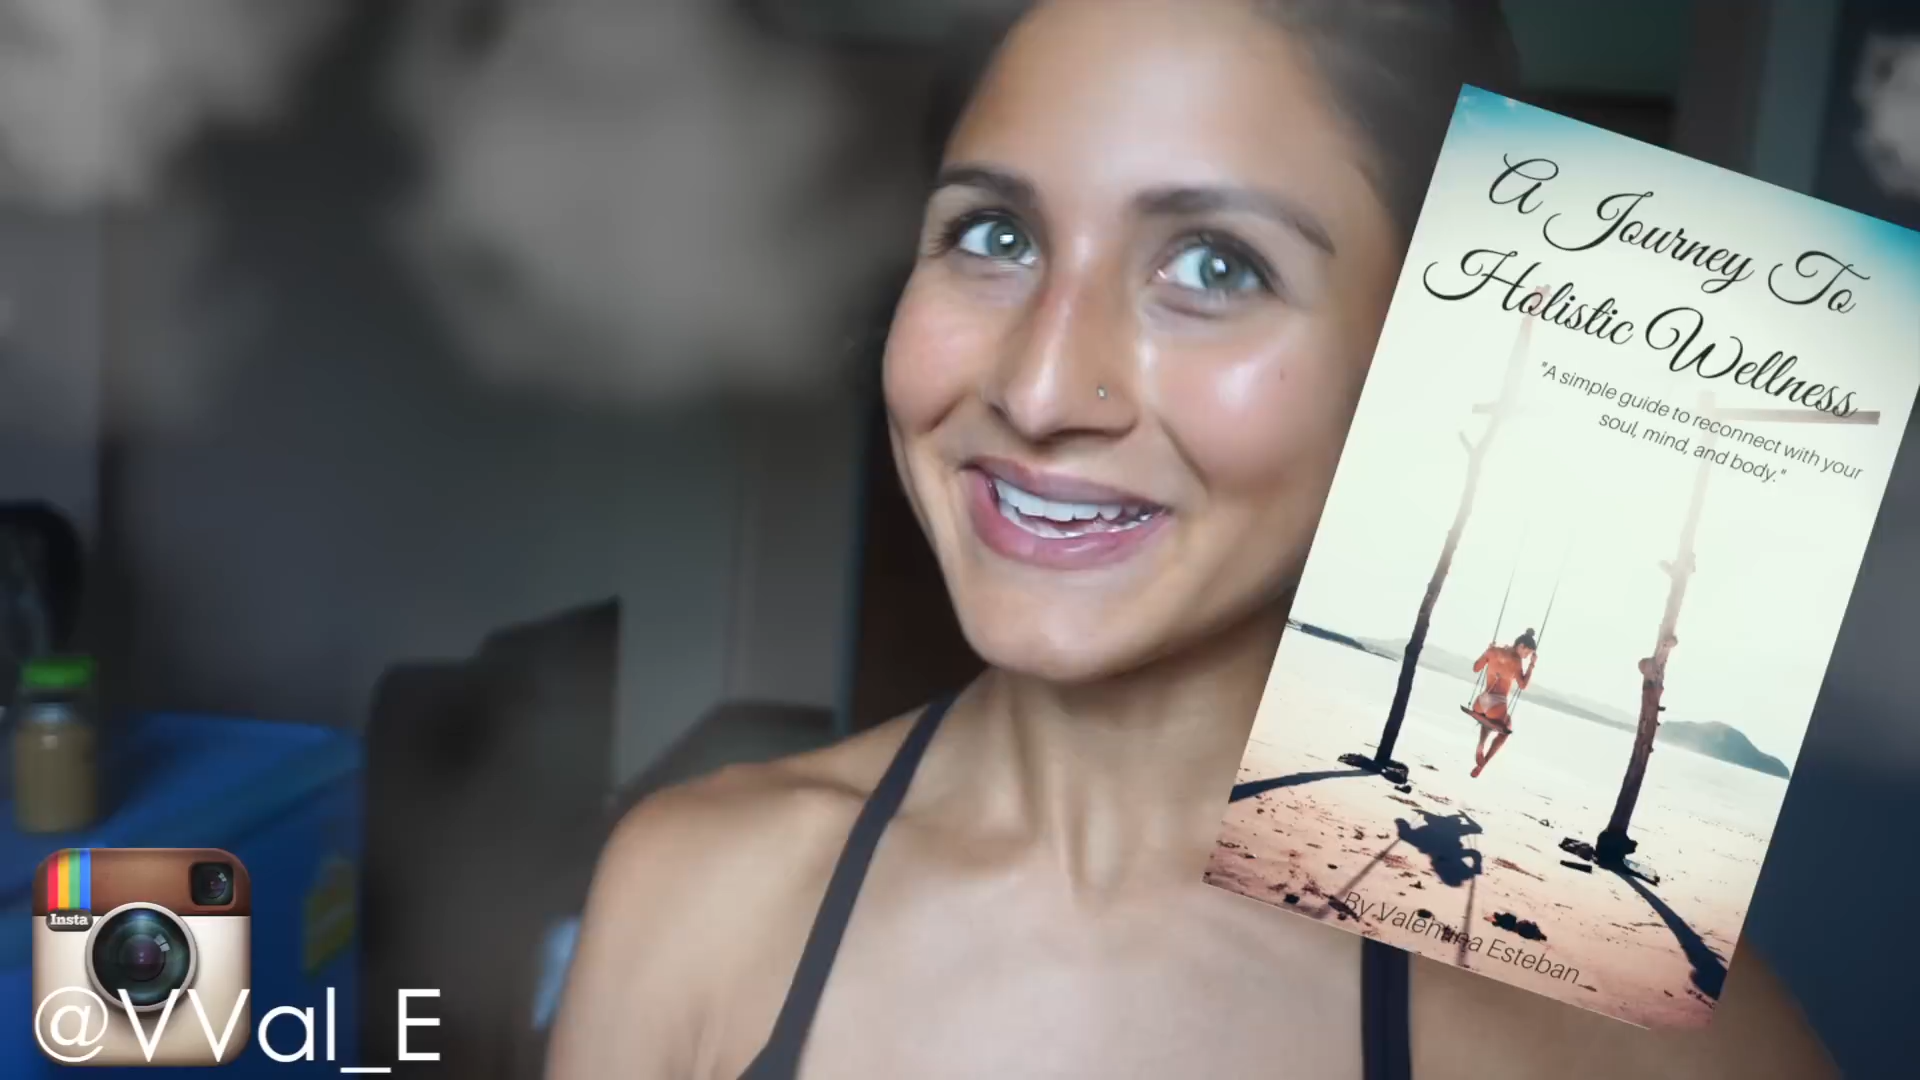 A Journey To
Holistic Wellness
"A simple guide to reconnect with your
soul, mind, and body."
By Valentina Esteban
Insta
@VVal_E